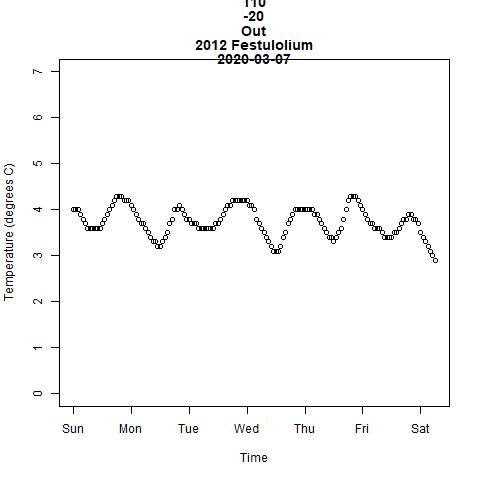 110
-20
Out
2012 Festulolium
2020-03-07
Temperature (degrees C)
7
6
5
4
3
2
1
0
Sun Mon Tue Wed Thu Fri Sat
Time